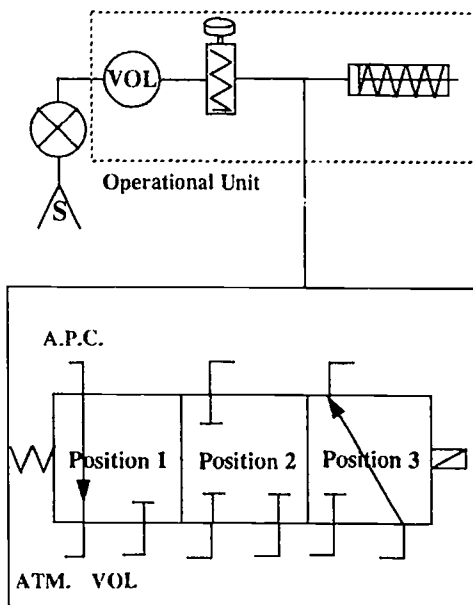 VOL
S
Operational Unit
A.P.C.
Position 1 Position 2 Position 3
ATM. VOL